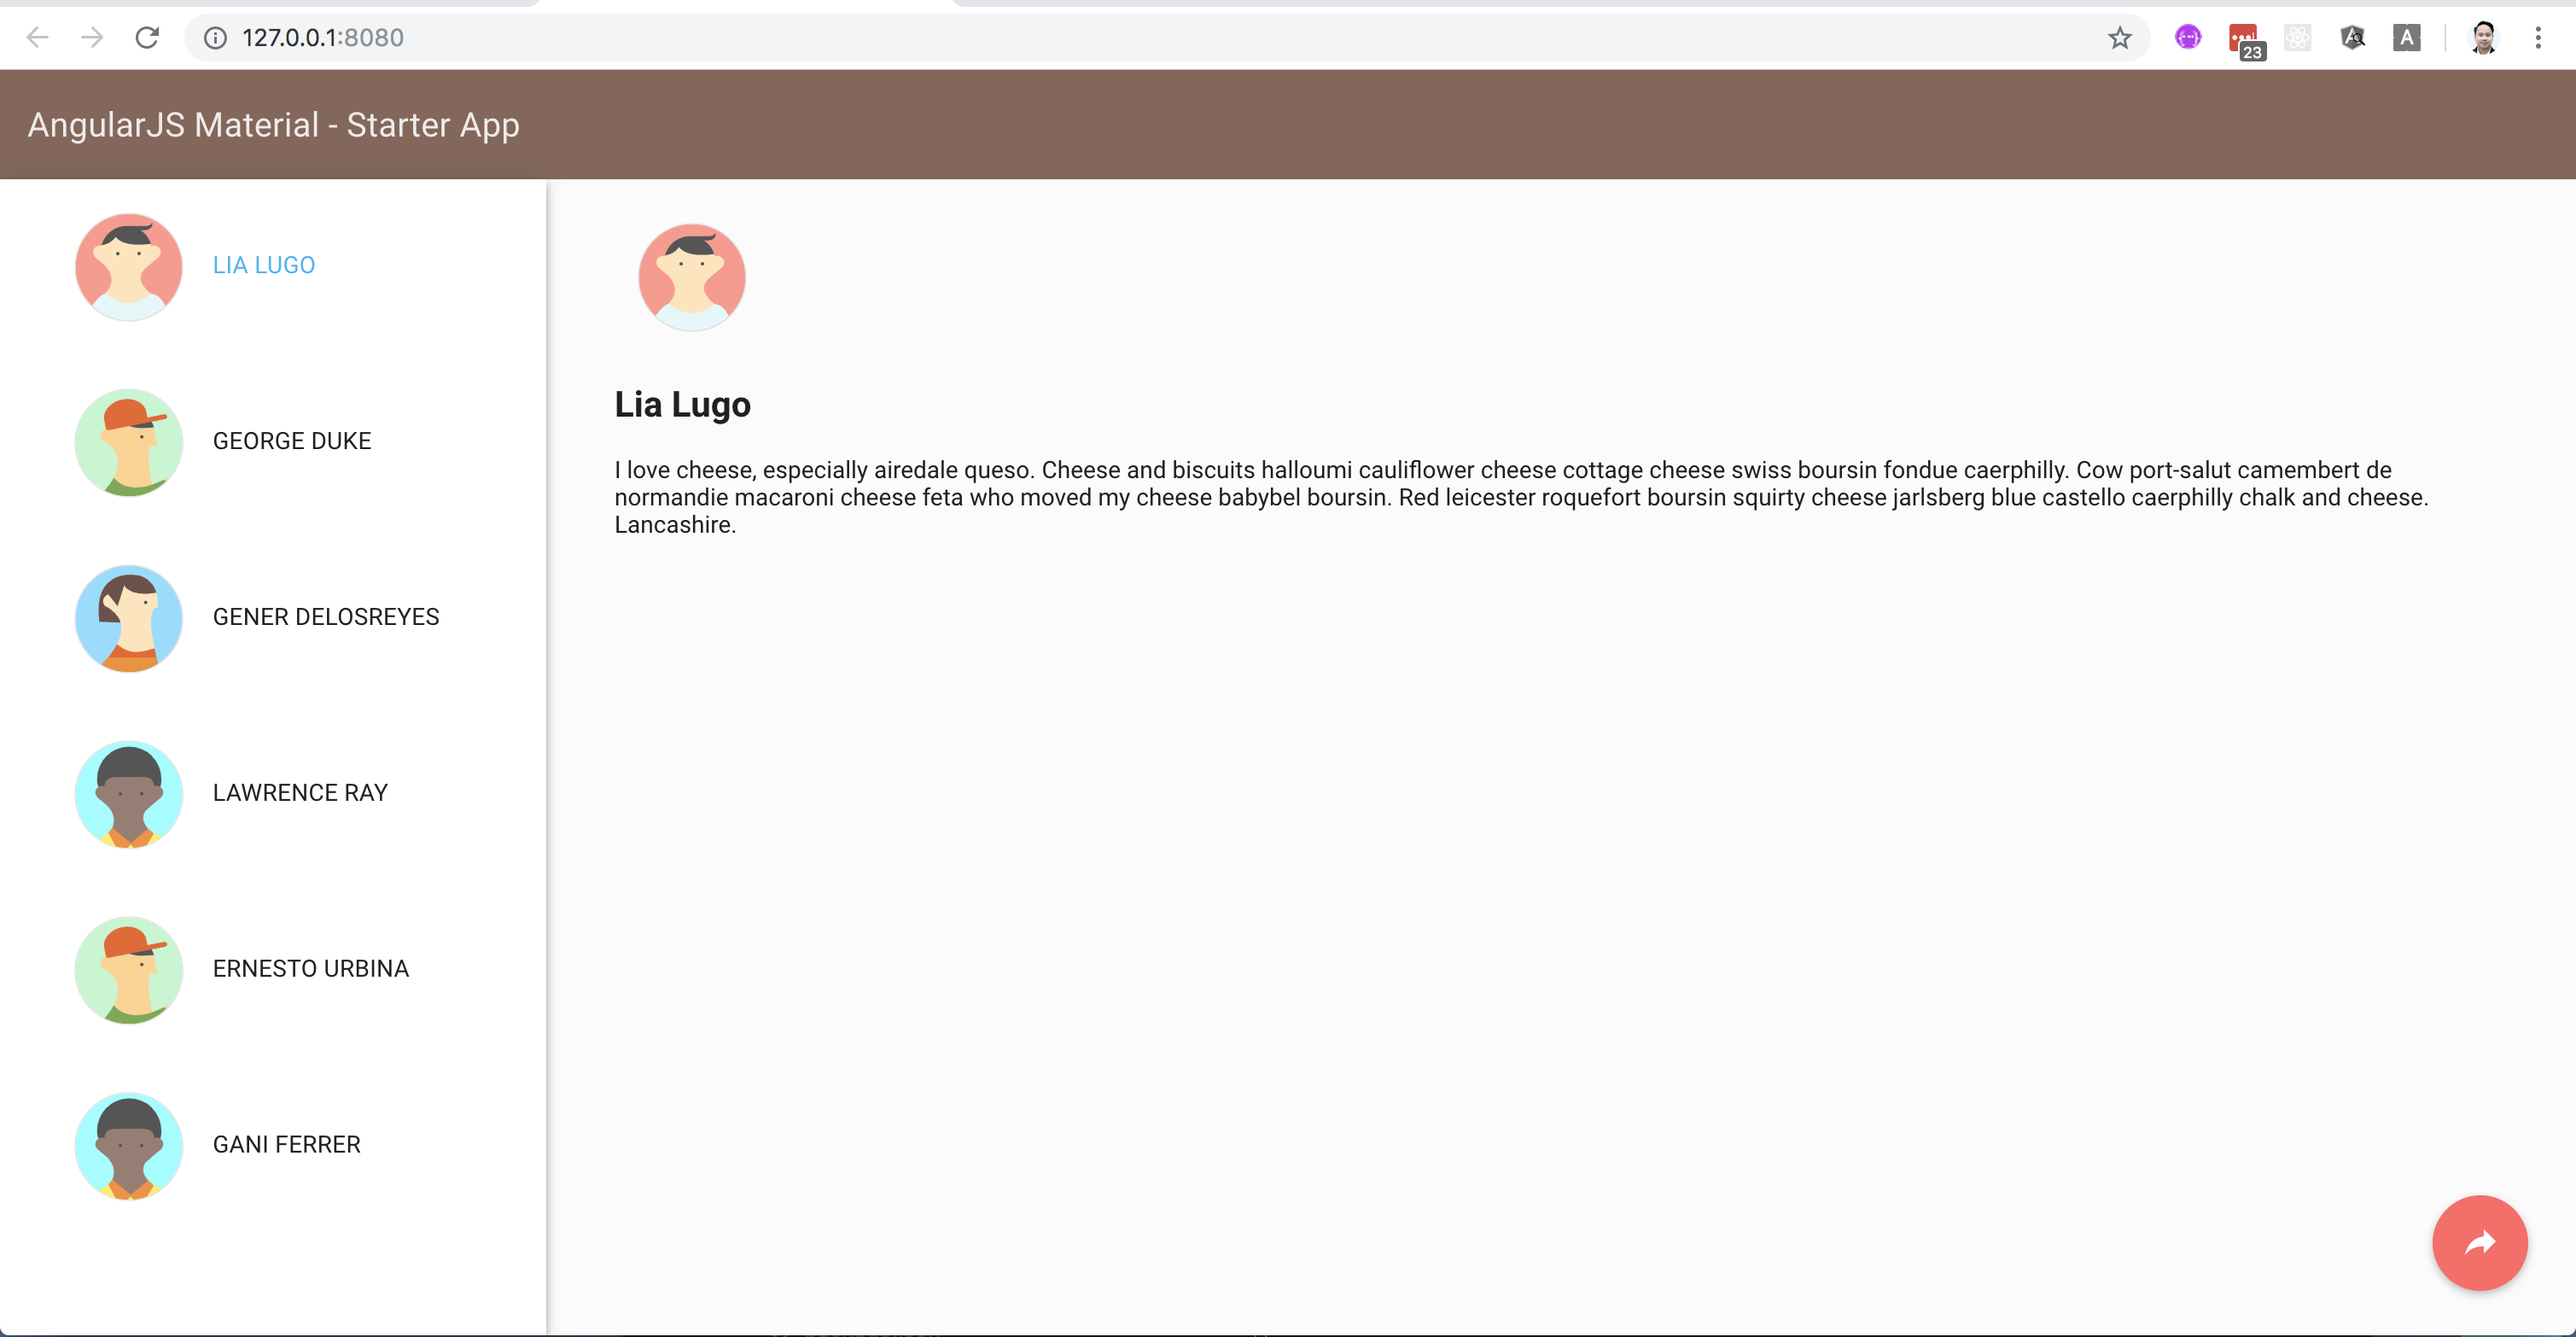 127.0.0.1:8080
23
A
A
AngularJS Material - Starter App
LIA LUGO
GEORGE DUKE
GENER DELOSREYES
LAWRENCE RAY
ERNESTO URBINA
GANI FERRER
Lia Lugo
I love cheese, especially airedale queso. Cheese and biscuits halloumi cauliflower cheese cottage cheese swiss boursin fondue caerphilly. Cow port-salut camembert de
normandie macaroni cheese feta who moved my cheese babybel boursin. Red leicester roquefort boursin squirty cheese jarlsberg blue castello caerphilly chalk and cheese.
Lancashire.